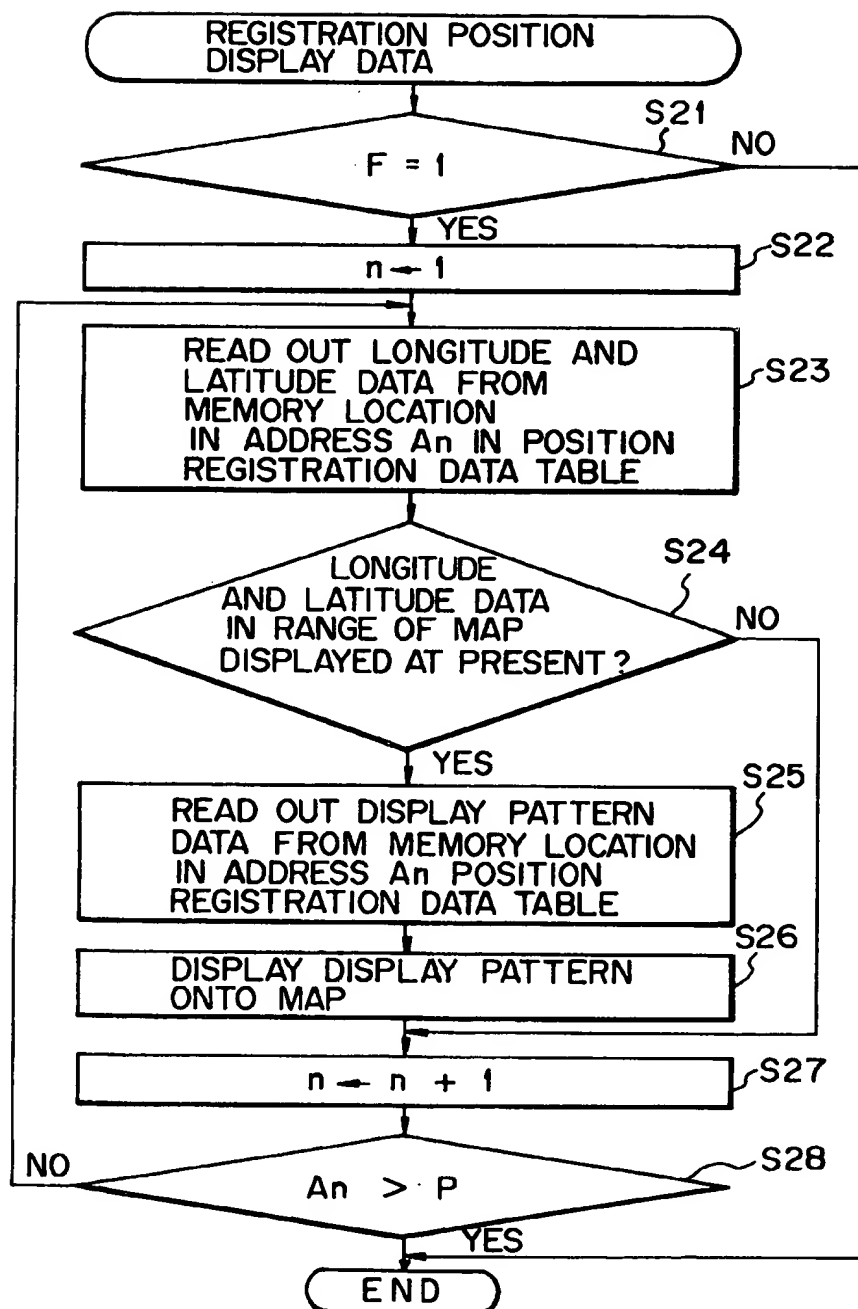 REGISTRATION POSITION
DISPLAY DATA
S21
F = 1
NO
YES
S22
n ← 1
READ OUT LONGITUDE AND
LATITUDE DATA FROM
MEMORY LOCATION
IN ADDRESS An IN POSITION
REGISTRATION DATA TABLE
S23
S24
LONGITUDE
AND LATITUDE DATA
IN RANGE OF MAP
DISPLAYED AT PRESENT?
NO
YES
S25
READ OUT DISPLAY PATTERN
DATA FROM MEMORY LOCATION
IN ADDRESS An POSITION
REGISTRATION DATA TABLE
S26
DISPLAY DISPLAY PATTERN
ONTO MAP
n ← n + 1
S27
NO
An > P
S28
YES
END